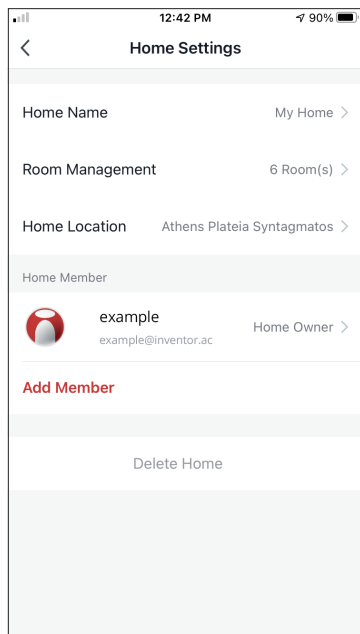 12:42 PM 90%
Home Settings
Home Name My Home
Room Management 6 Room(s)
Home Location Athens Plateia Syntagmatos
Home Member
example
example@inventor.ac
Home Owner
Add Member
Delete Home